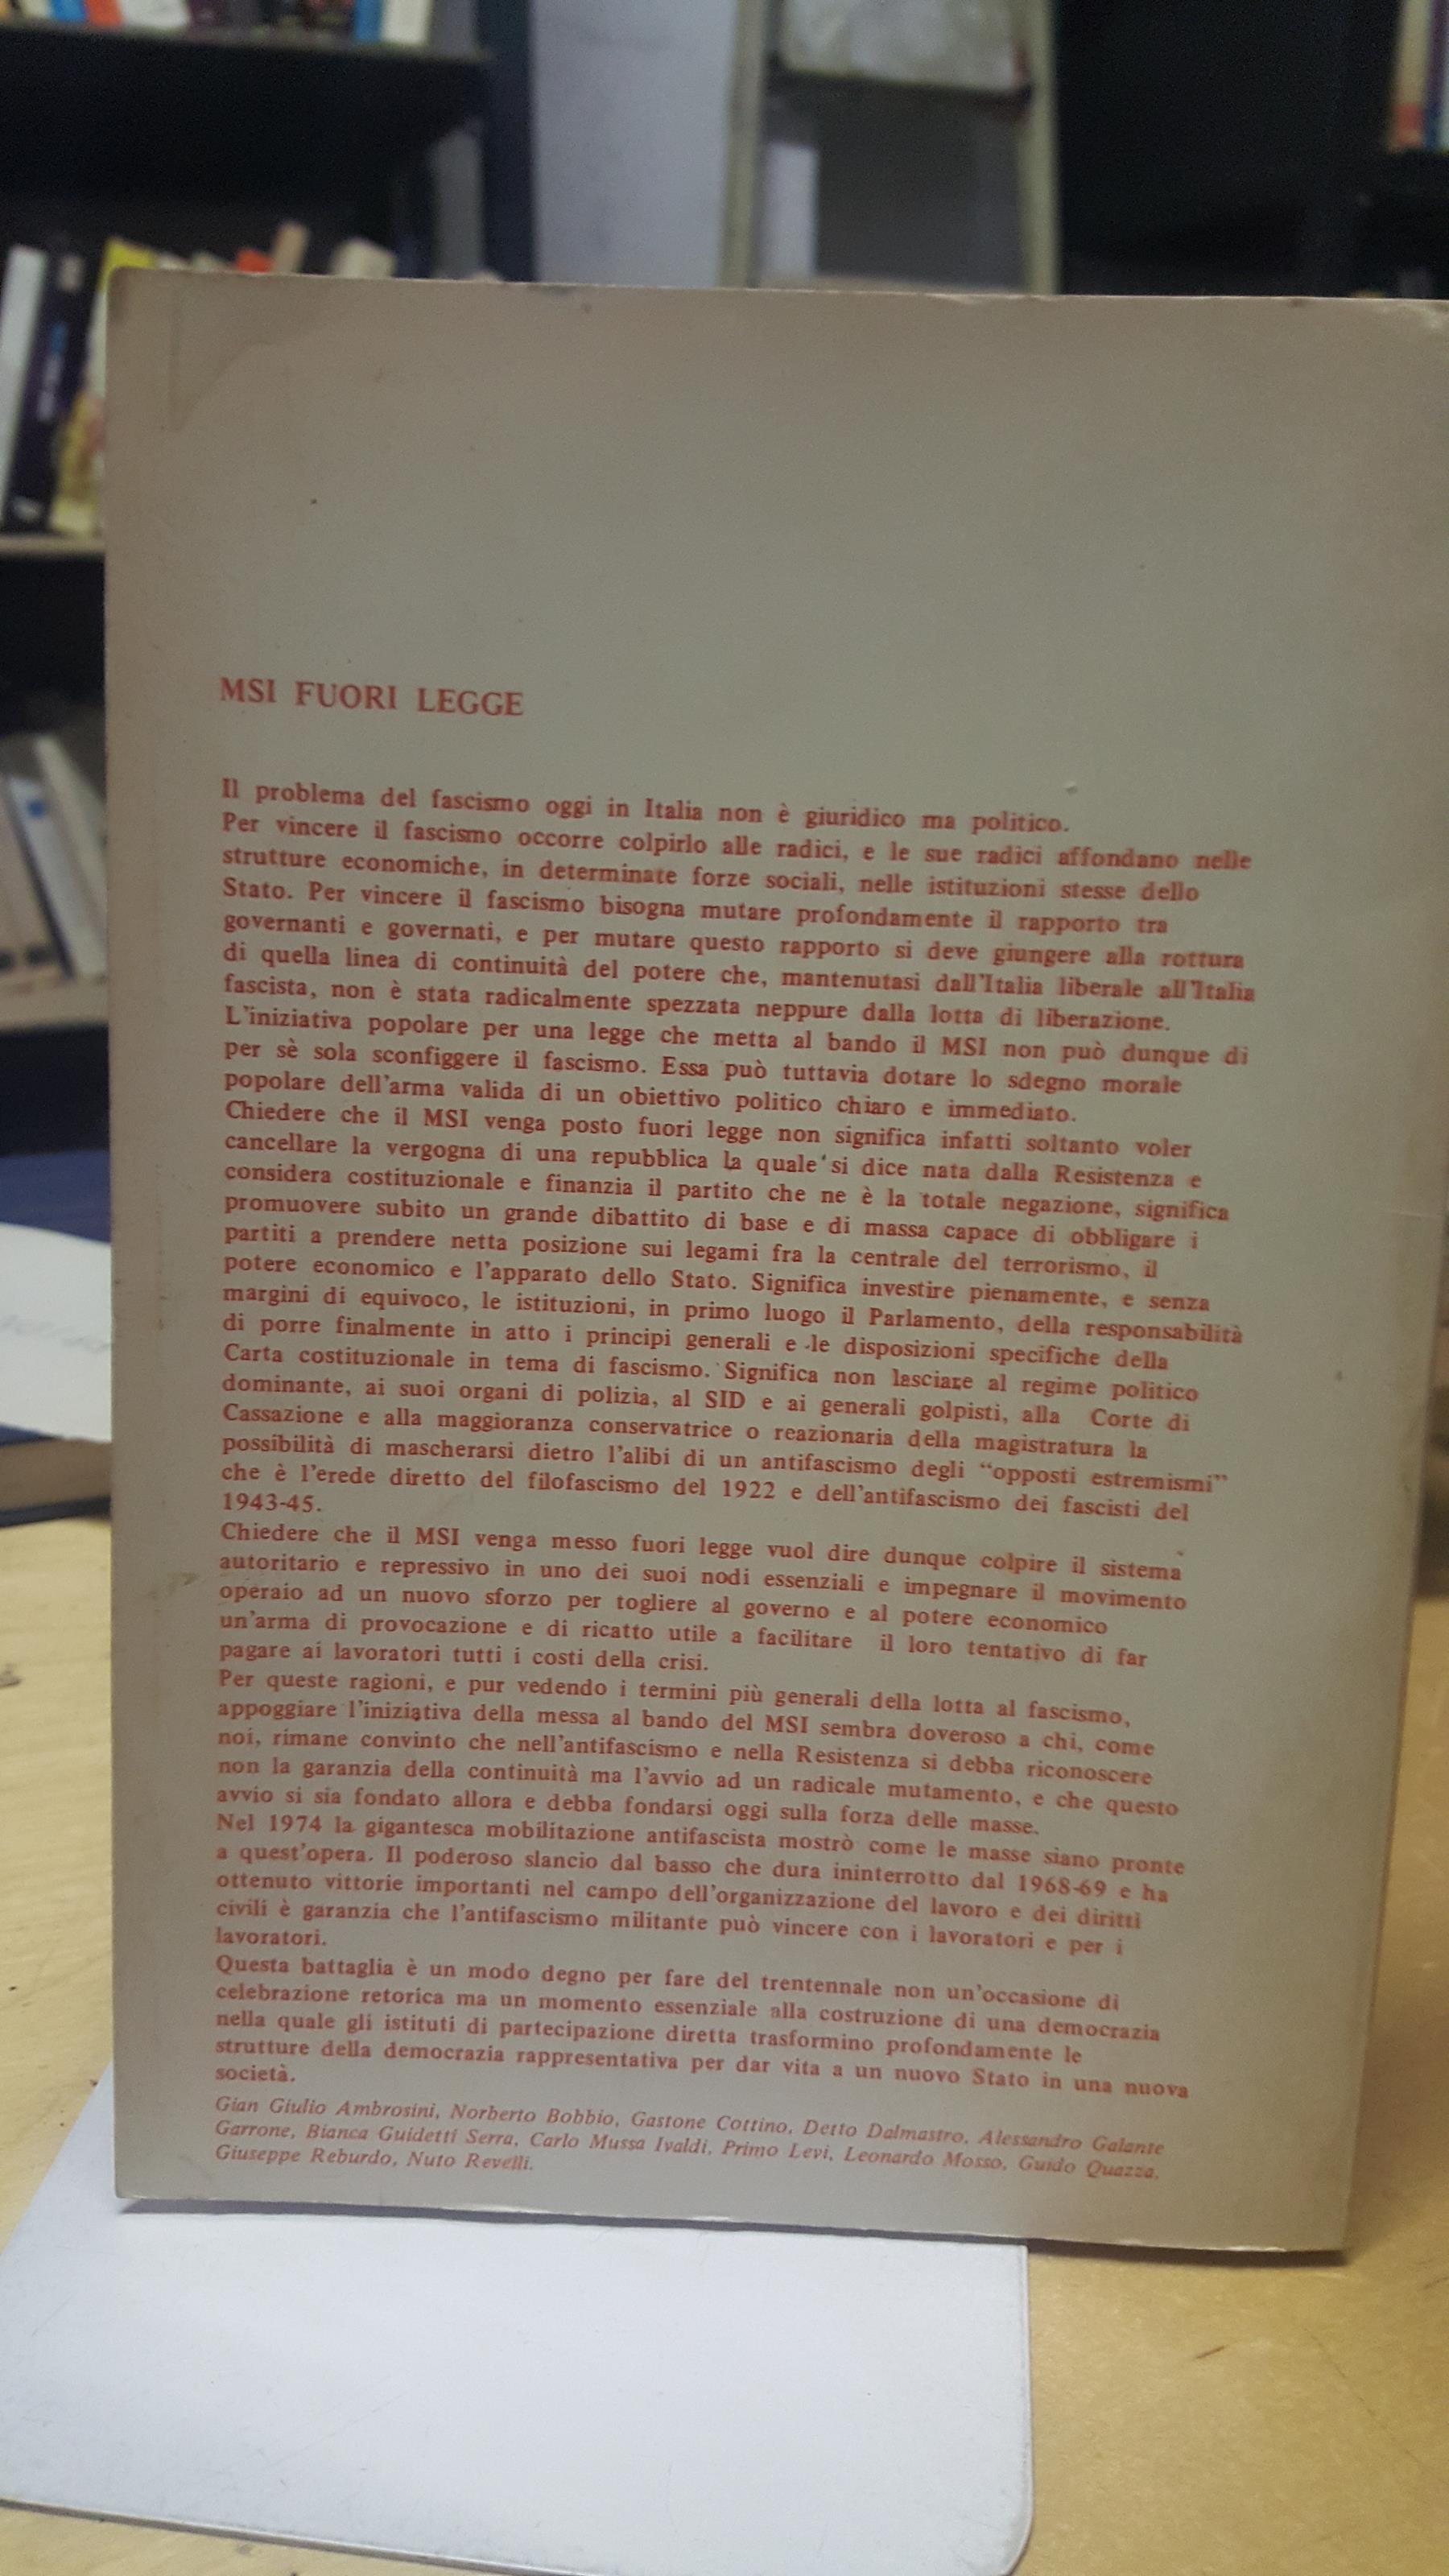 MSI FUORI LEGGE
Il problema del fascismo oggi in Italia non è giuridico ma politico.
Per vincere il fascismo occorre colpirlo alle radici, e le sue radici affondano nelle
strutture economiche, in determinate forze sociali, nelle istituzioni stesse dello
Stato. Per vincere il fascismo bisogna mutare profondamente il rapporto tra
governanti e governati, e per mutare questo rapporto si deve giungere alla rottura
di quella linea di continuità del potere che, mantenutasi dall'Italia liberale all'Italia
fascista, non è stata radicalmente spezzata neppure dalla lotta di liberazione.
L'iniziativa popolare per una legge che metta al bando il MSI non può dunque di
per sè sola sconfiggere il fascismo. Essa può tuttavia dotare lo sdegno morale
popolare dell'arma valida di un obiettivo politico chiaro e immediato.
Chiedere che il MSI venga posto fuori legge non significa infatti soltanto voler
cancellare la vergogna di una repubblica la quale si dice nata dalla Resistenza e
considera costituzionale e finanzia il partito che ne è la totale negazione, significa
promuovere subito un grande dibattito di base e di massa capace di obbligare i
partiti a prendere netta posizione sui legami fra la centrale del terrorismo, il
potere economico e l'apparato dello Stato. Significa investire pienamente, e senza
margini di equivoco, le istituzioni, in primo luogo il Parlamento, della responsabilità
di porre finalmente in atto i principi generali e le disposizioni specifiche della
Carta costituzionale in tema di fascismo. Significa non lasciare al regime politico
dominante, ai suoi organi di polizia, al SID e ai generali golpisti, alla Corte di
Cassazione e alla maggioranza conservatrice o reazionaria della magistratura la
possibilità di mascherarsi dietro l'alibi di un antifascismo degli “opposti estremismi”
che è l'erede diretto del filofascismo del 1922 e dell'antifascismo dei fascisti del
1943-45.
Chiedere che il MSI venga messo fuori legge vuol dire dunque colpire il sistema
autoritario e repressivo in uno dei suoi nodi essenziali e impegnare il movimento
operaio ad un nuovo sforzo per togliere al governo e al potere economico
un'arma di provocazione e di ricatto utile a facilitare il loro tentativo di far
pagare ai lavoratori tutti i costi della crisi.
Per queste ragioni, e pur vedendo i termini più generali della lotta al fascismo,
appoggiare l'iniziativa della messa al bando del MSI sembra doveroso a chi, come
noi, rimane convinto che nell'antifascismo e nella Resistenza si debba riconoscere
non la garanzia della continuità ma l'avvio ad un radicale mutamento, e che questo
avvio si sia fondato allora e debba fondarsi oggi sulla forza delle masse.
Nel 1974 la gigantesca mobilitazione antifascista mostrò come le masse siano pronte
a quest'opera. Il poderoso slancio dal basso che dura ininterrotto dal 1968-69 e ha
ottenuto vittorie importanti nel campo dell'organizzazione del lavoro e dei diritti
civili è garanzia che l'antifascismo militante può vincere con i lavoratori e per i
lavoratori.
Questa battaglia è un modo degno per fare del trentennale non un'occasione di
celebrazione retorica ma un momento essenziale alla costruzione di una democrazia
nella quale gli istituti di partecipazione diretta trasformino profondamente le
strutture della democrazia rappresentativa per dar vita a un nuovo Stato in una nuova
società.
Gian Giulio Ambrosini, Norberto Bobbio, Gastone Cottino, Detto Dalmastro, Alessandro Galante
Garrone, Bianca Guidetti Serra, Carlo Mussa Ivaldi, Primo Levi, Leonardo Mosso, Guido Quazza,
Giuseppe Reburdo, Nuto Revelli.